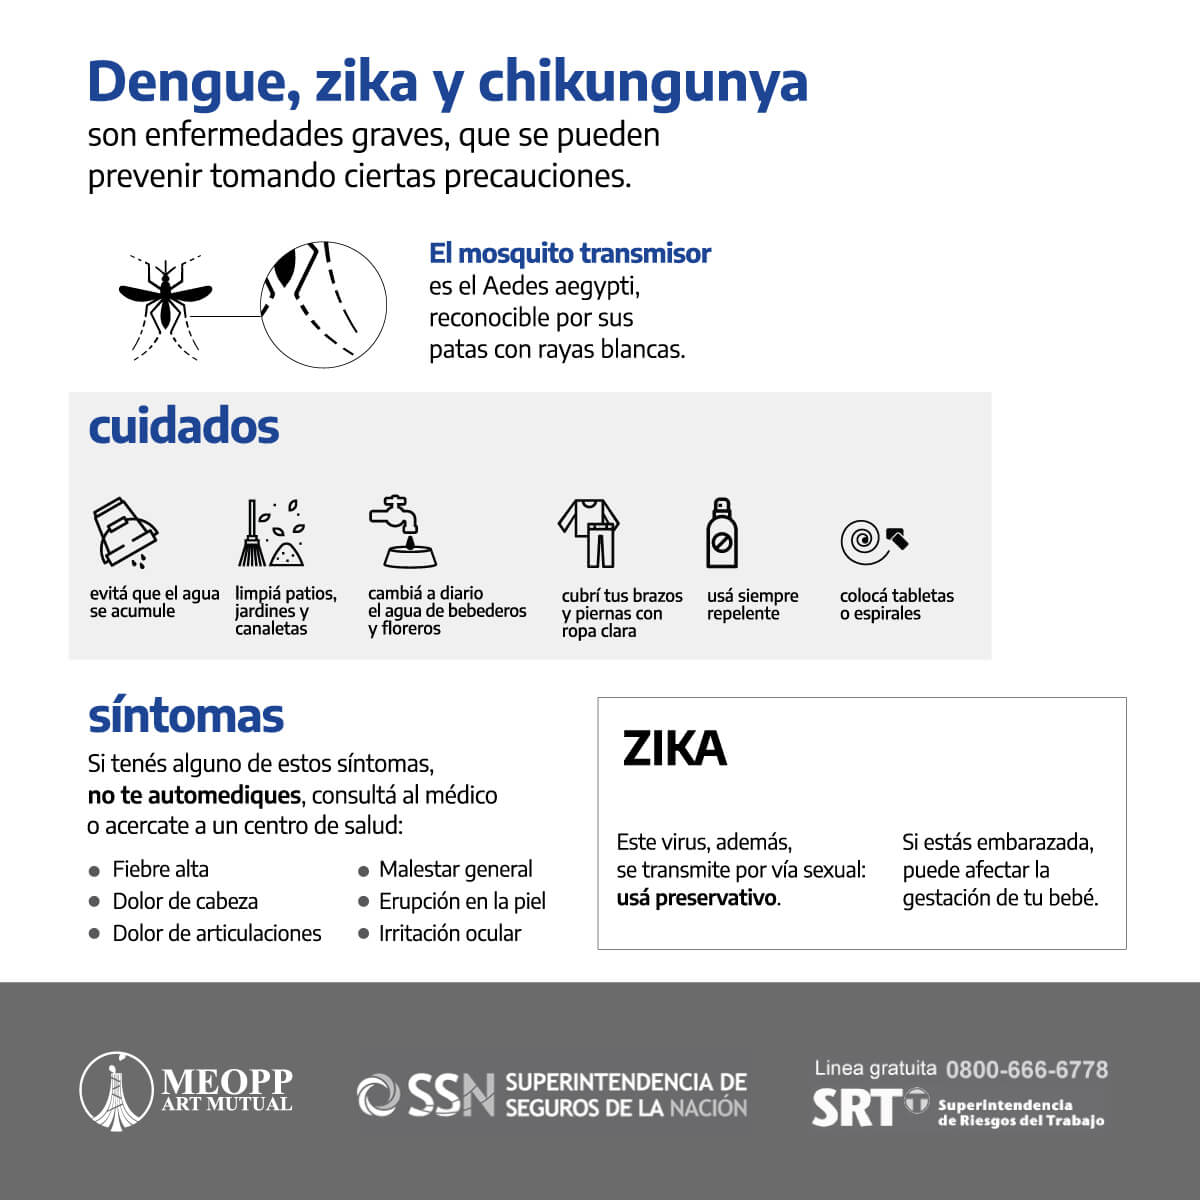 Dengue, zika y chikungunya
son enfermedades graves, que se pueden
prevenir tomando ciertas precauciones.
El mosquito transmisor
es el Aedes aegypti,
reconocible por sus
patas con rayas blancas.
cuidados
evitá que el agua
se acumule
limpiá patios,
jardines y
canaletas
cambiá a diario
el agua de bebederos
y floreros
cubrí tus brazos
y piernas con
ropa clara
usá siempre
repelente
colocá tabletas
o espirales
síntomas
Si tenés alguno de estos síntomas,
no te automediques, consultá al médico
o acercate a un centro de salud:
Fiebre alta
Dolor de cabeza
Dolor de articulaciones
Malestar general
Erupción en la piel
Irritación ocular
ZIKA
Este virus, además,
se transmite por vía sexual:
usá preservativo.
Si estás embarazada,
puede afectar la
gestación de tu bebé.
MEOPP
ART MUTUAL
SSN
SUPERINTENDENCIA DE
SEGUROS DE LA NACIÓN
Linea gratuita 0800-666-6778
SRT
Superintendencia
de Riesgos del Trabajo